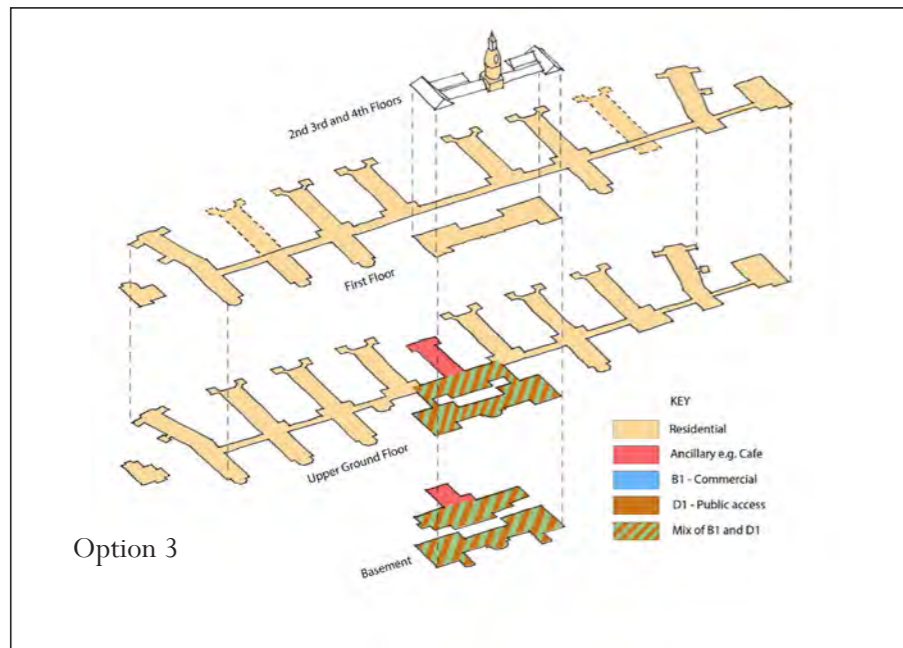 2nd 3rd and 4th Floors
First Floor
Upper Ground Floor
Basement
Option 3
KEY
Residential
Ancillary e.g. Cafe
B1 - Commercial
D1 - Public access
Mix of B1 and D1